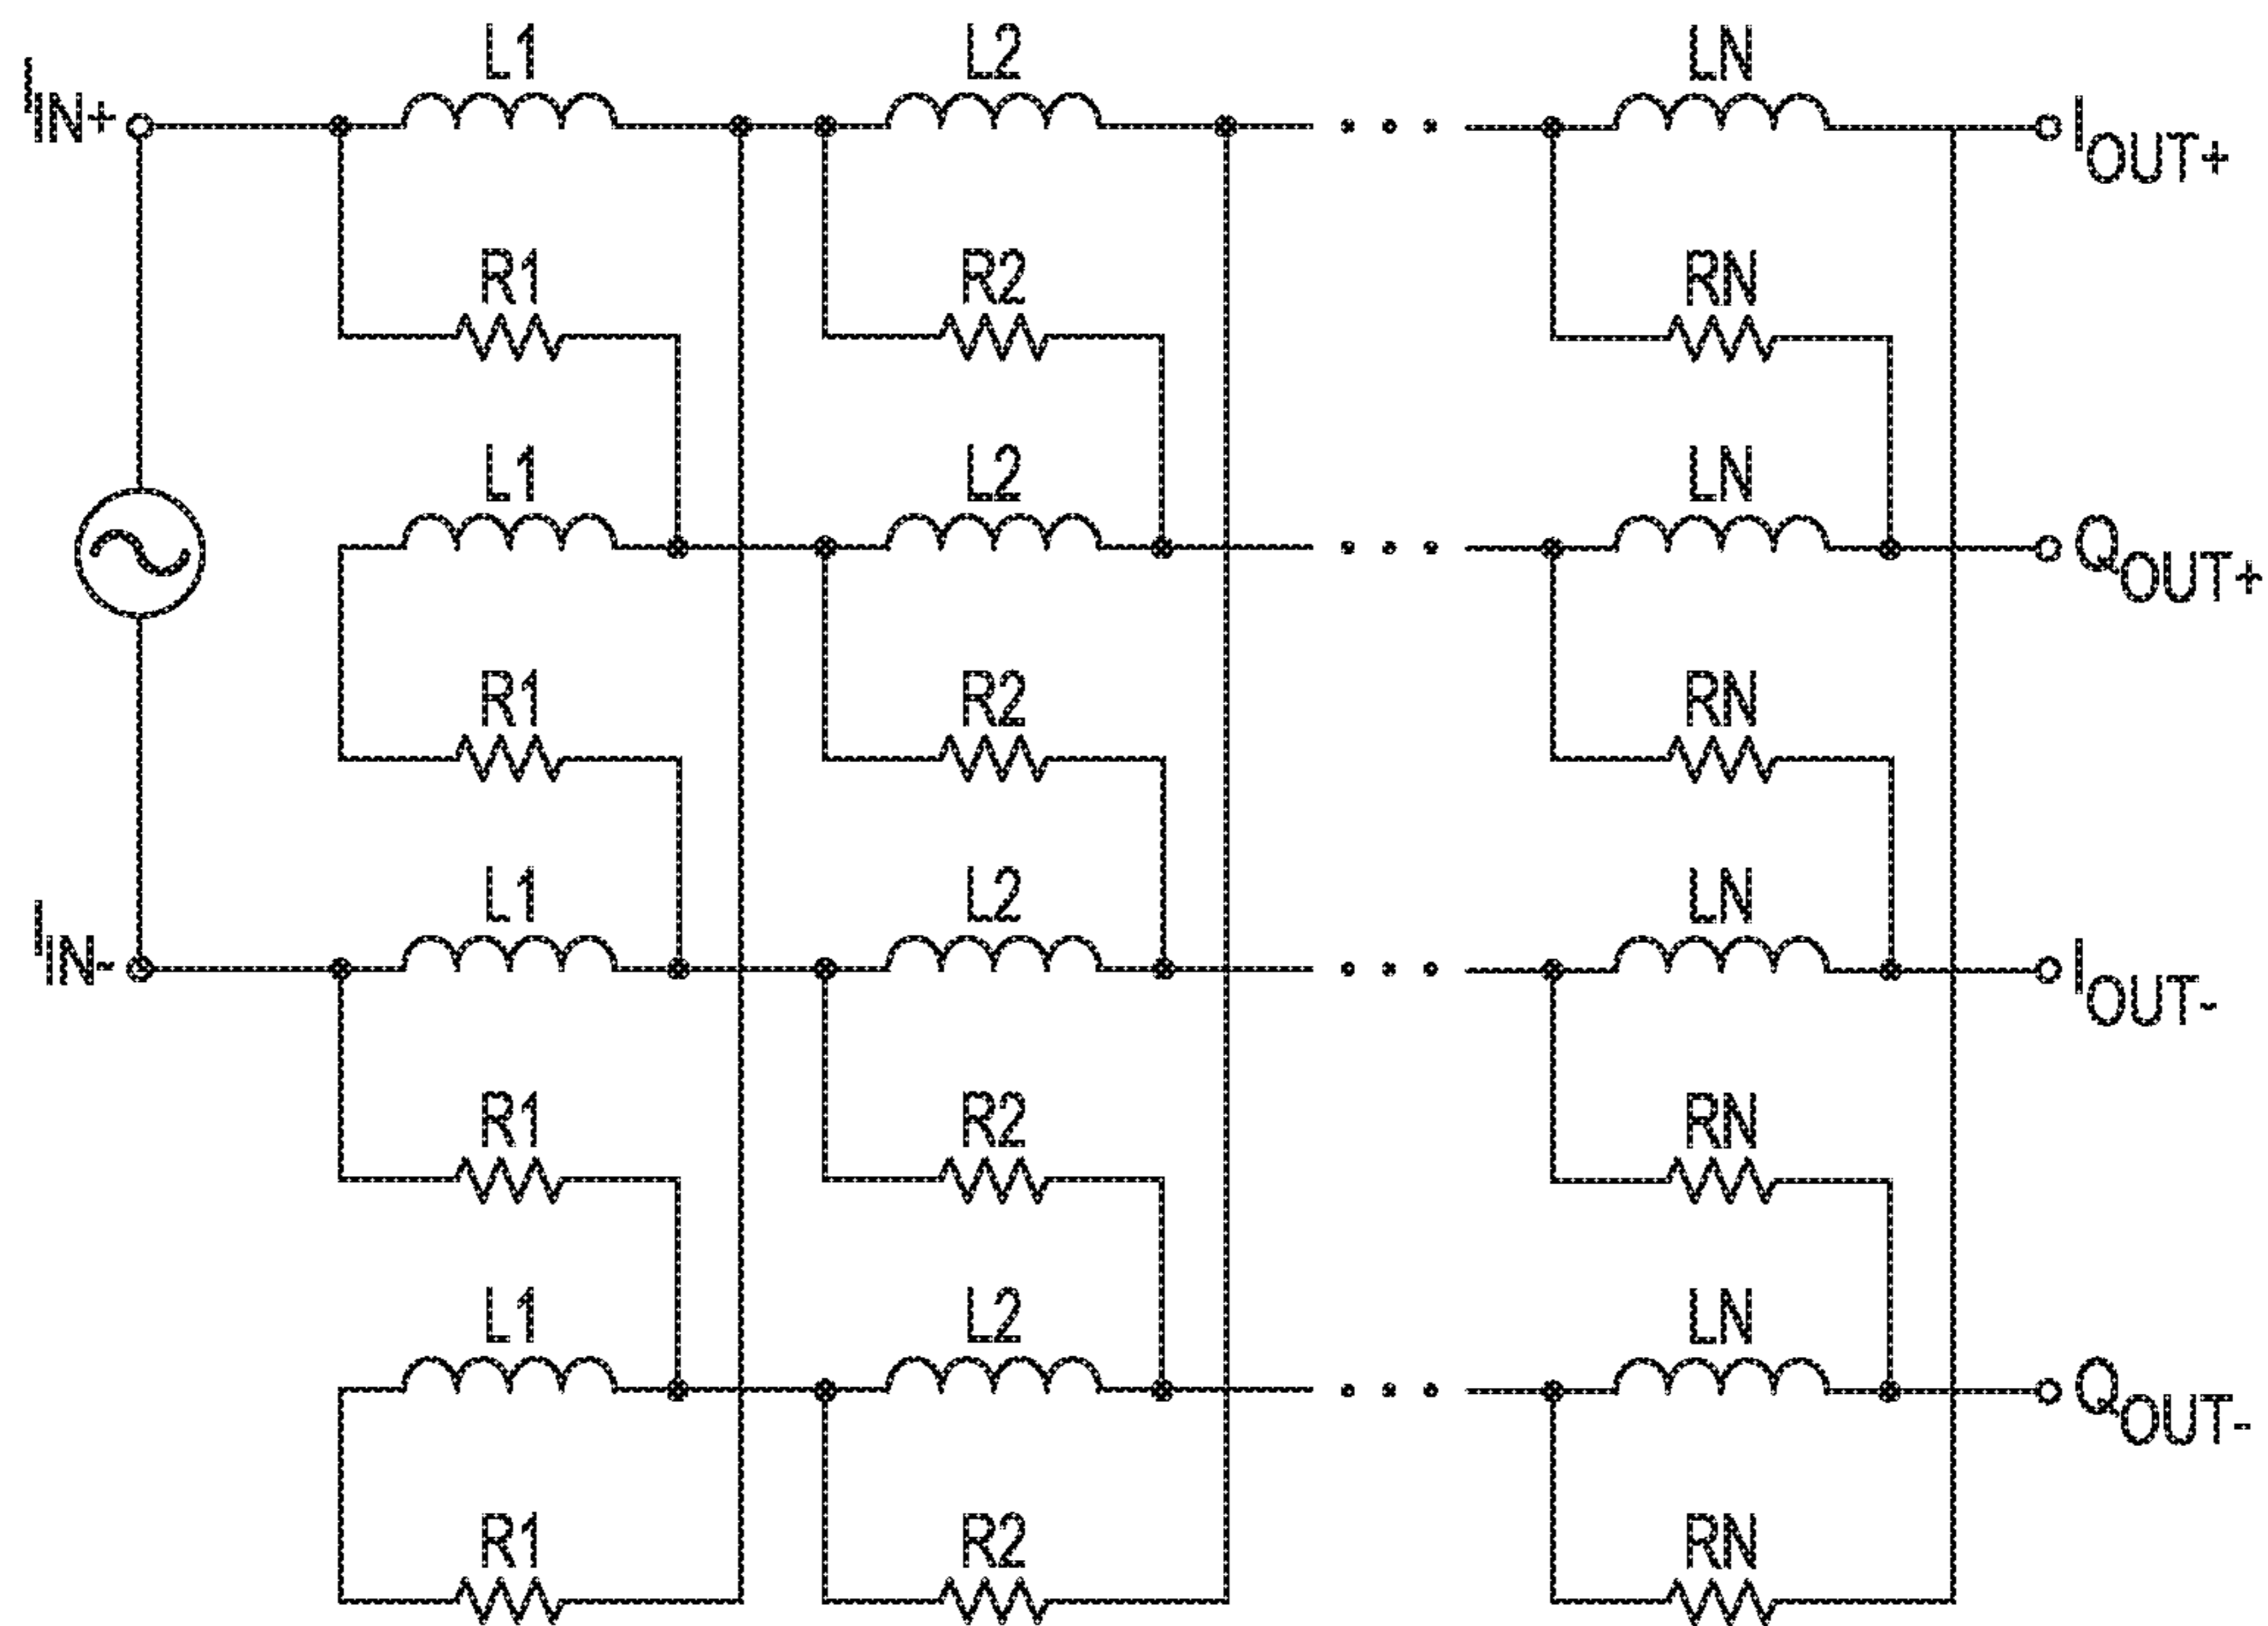 L1 L2 LN
IIN+ IOUT+
R1 R2 RN
L1 L2 LN
QOUT+
R1 R2 RN
L1 L2 LN
IIN- IOUT-
R1 R2 RN
L1 L2 LN
QOUT-
R1 R2 RN